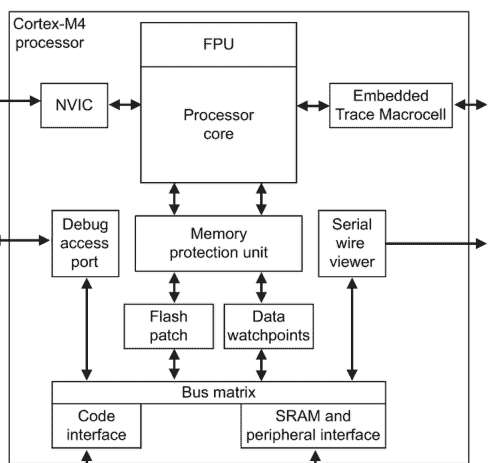 Cortex-M4
processor
FPU
NVIC
Processor
core
Embedded
Trace Macrocell
Debug
access
port
Memory
protection unit
Serial
wire
viewer
Flash
patch
Data
watchpoints
Bus matrix
Code
interface
SRAM and
peripheral interface